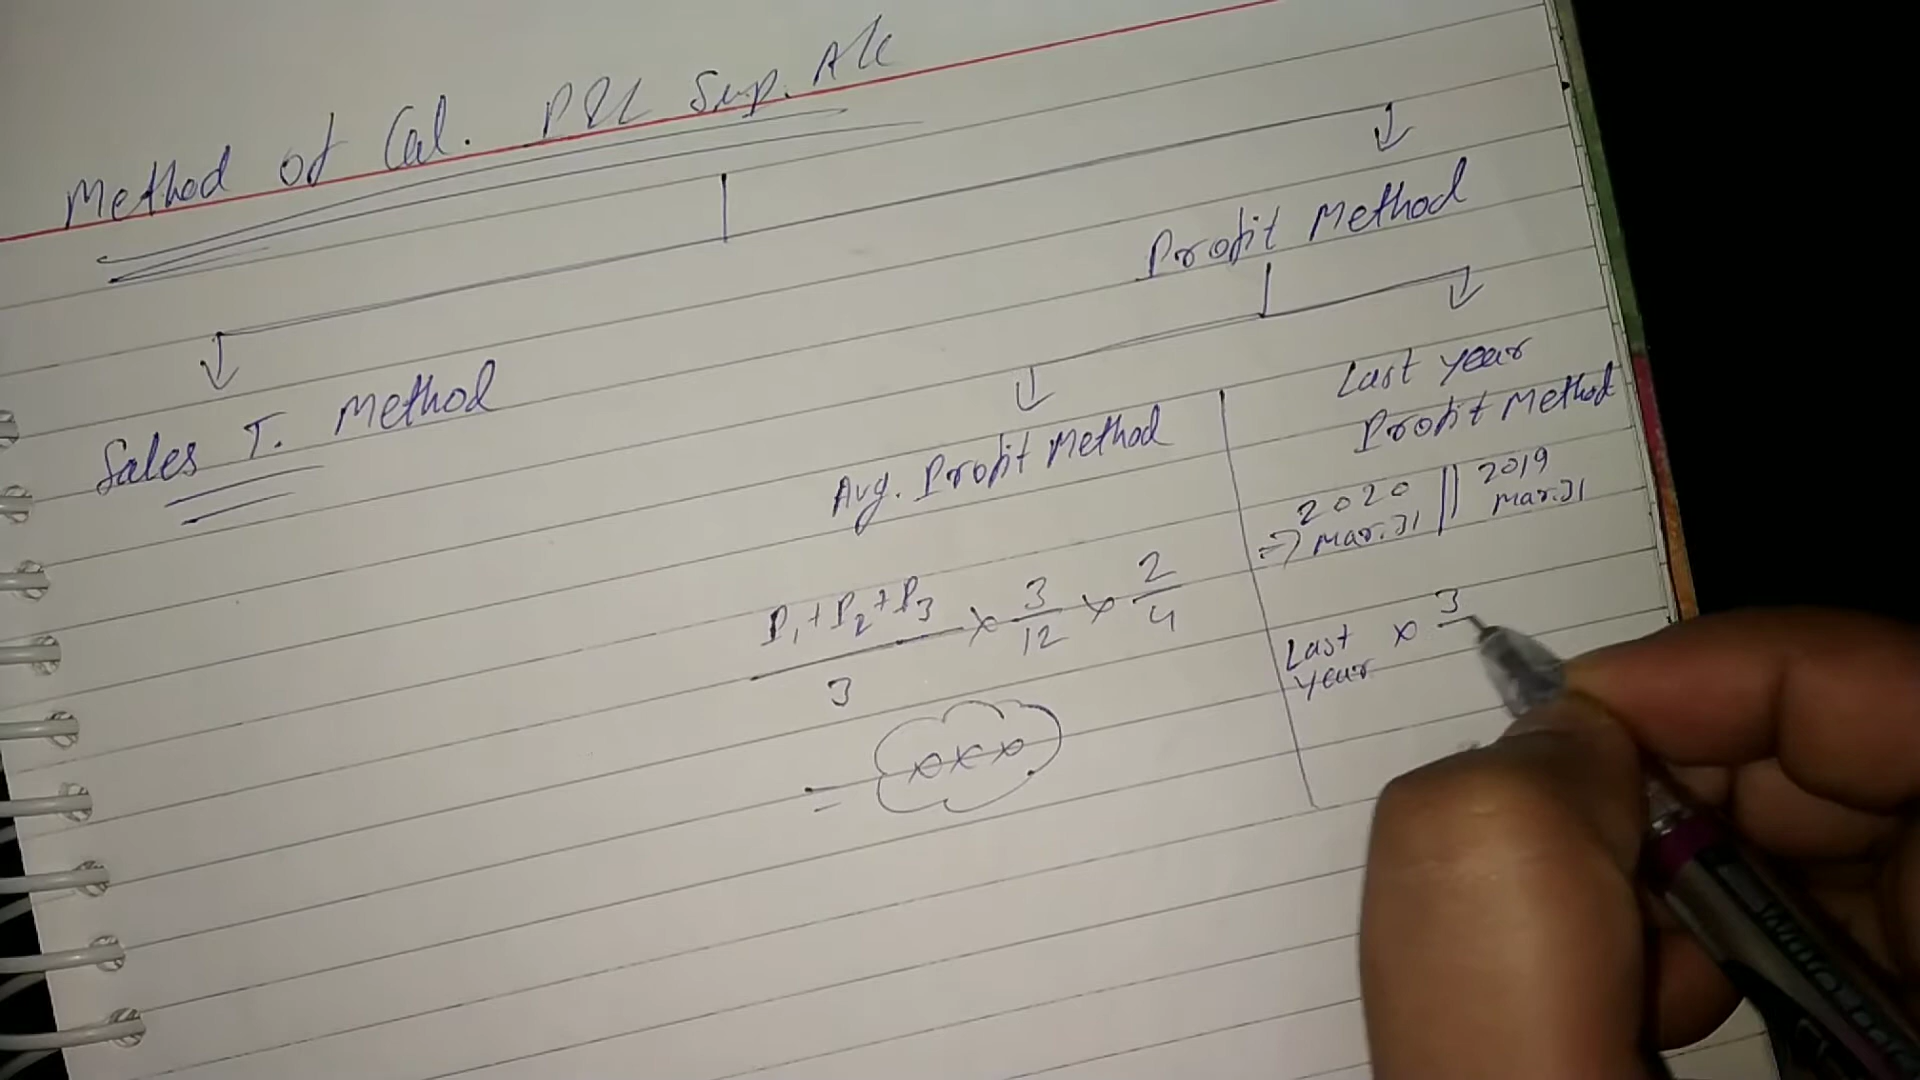 Method of Cal. P&L Sup. A/c
Profit Method
Sales T. Method
Avg. Profit Method
P1+P2+P3 / 3 × 3/12 × 2/4
= ×××
Last year
Profit Method
=> 2020 Mar.31 || 2019 Mar.31
Last year × 3